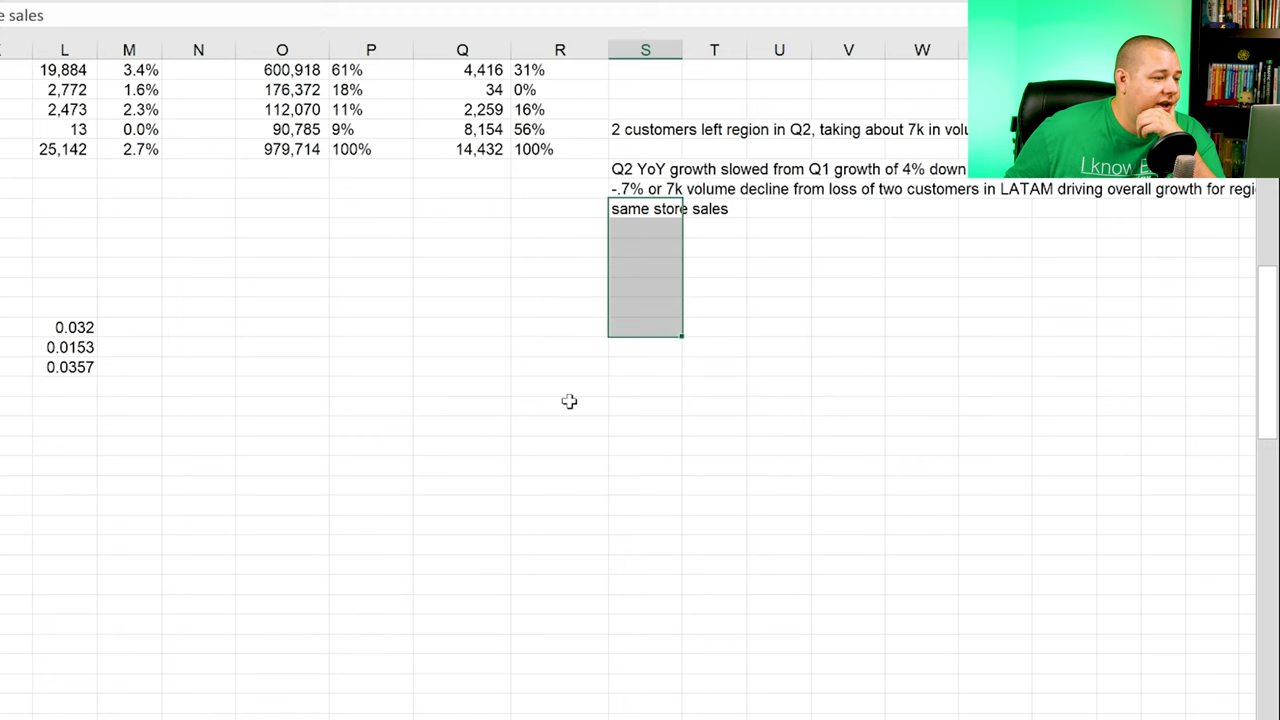 e sales
L M N O P Q R S T U V W
19,884 3.4% 600,918 61% 4,416 31%
2,772 1.6% 176,372 18% 34 0%
2,473 2.3% 112,070 11% 2,259 16%
13 0.0% 90,785 9% 8,154 56% 2 customers left region in Q2, taking about 7k in volu
25,142 2.7% 979,714 100% 14,432 100%
Q2 YoY growth slowed from Q1 growth of 4% down
-.7% or 7k volume decline from loss of two customers in LATAM driving overall growth for regi
same store sales
0.032
0.0153
0.0357
I know E